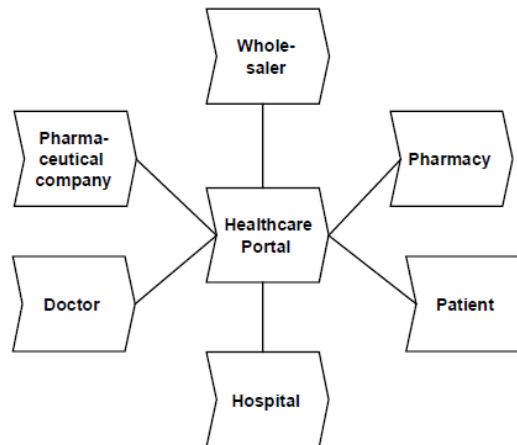 Whole-
saler
Pharma-
ceutical
company
Pharmacy
Healthcare
Portal
Doctor
Patient
Hospital